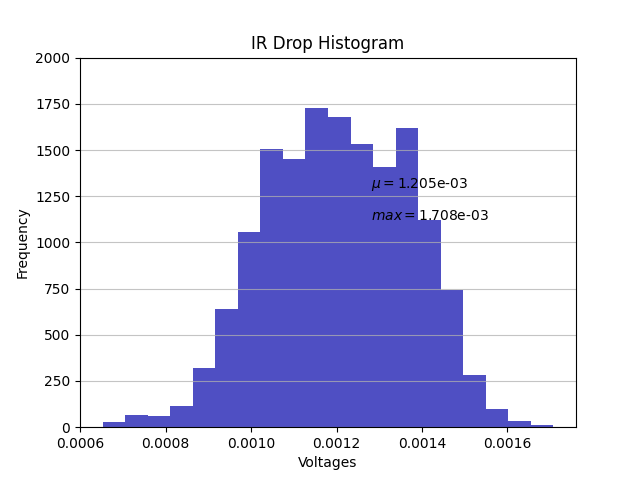 IR Drop Histogram
Frequency
2000
1750
1500
1250
1000
750
500
250
0
μ = 1.205e-03
max = 1.708e-03
0.0006 0.0008 0.0010 0.0012 0.0014 0.0016
Voltages